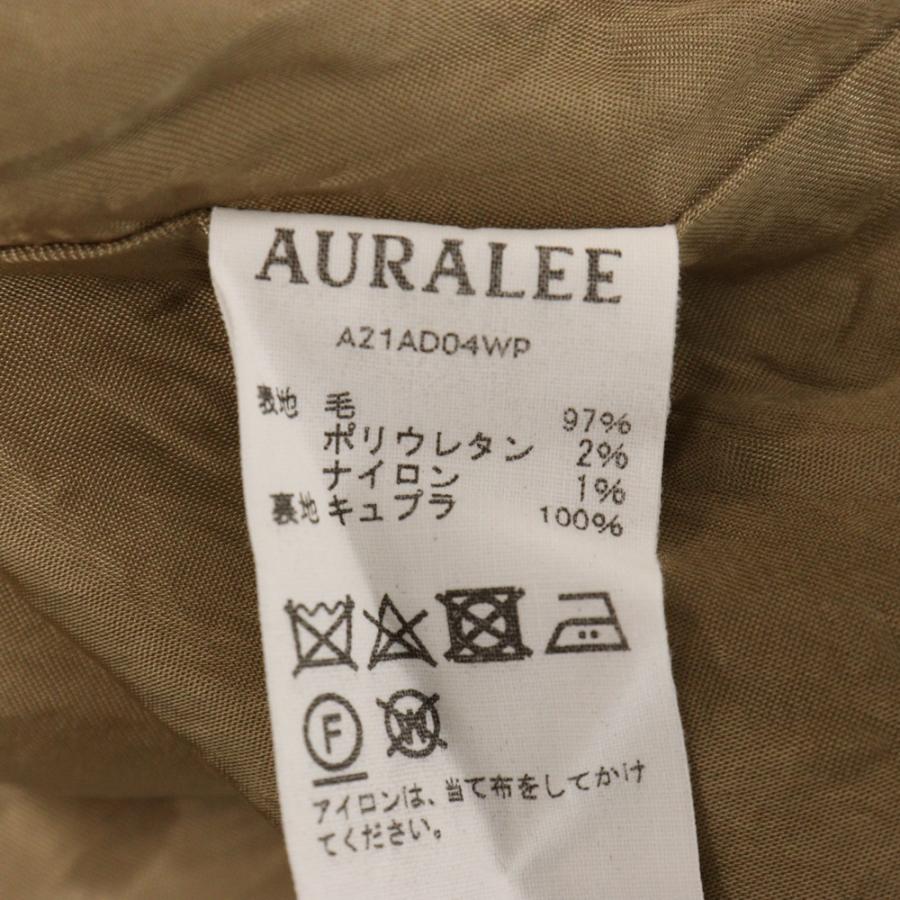 AURALEE
A21AD04WP
表地 毛 97%
ポリウレタン 2%
ナイロン 1%
裏地 キュプラ 100%
F
W
アイロンは、当て布をしてかけ
てください。